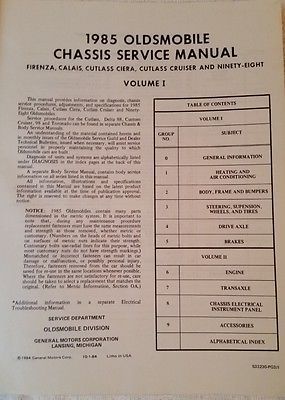 1985 OLDSMOBILE
CHASSIS SERVICE MANUAL
FIRENZA, CALAIS, CUTLASS CIERA, CUTLASS CRUISER AND NINETY-EIGHT
VOLUME I
This manual provides information on diagnosis, chassis
service procedures, adjustments, and specifications for 1985
Firenza, Calais, Cutlass Ciera, Cutlass Cruiser and Ninety-
Eight Oldsmobiles.
Service procedures for the Cutlass, Delta 88, Custom
Cruiser, 98 and Toronado can be found in separate Chassis &
Body Service Manuals.
An understanding of the material contained herein and
monthly issues of the Oldsmobile Service Guild and Dealer
Technical Bulletins, issued when necessary, will assist service
personnel in properly maintaining the quality to which
Oldsmobile cars are built.
Diagnosis of units and systems are alphabetically listed
under DIAGNOSIS in the index pages at the back of this
manual.
A separate Body Service Manual, contains body service
information on all series listed in this manual.
All information, illustrations and specifications
contained in this Manual are based on the latest product
information available at the time of publication approval.
The right is reserved to make changes at any time without
notice.
NOTICE: 1985 Oldsmobiles contain many parts
dimensioned in the metric system. It is important to
note that, during any maintenance procedure
replacement fasteners must have the same measurements
and strength as those removed, whether metric or
customary. (Numbers on the heads of metric bolts and
on surfaces of metric nuts indicate their strength.
Customary bolts use radial lines for this purpose, while
most customary nuts do not have strength markings.)
Mismatched or incorrect fasteners can result in car
damage or malfunction, or possibly personal injury.
Therefore, fasteners removed from the car should be
saved for re-use in the same locations whenever possible.
Where the fasteners are not satisfactory for re-use, care
should be taken to select a replacement that matches the
original. (Refer to Metric Information, Section 0A.)
*Additional information in a separate Electrical
Troubleshooting Manual.
SERVICE DEPARTMENT
OLDSMOBILE DIVISION
GENERAL MOTORS CORPORATION
LANSING, MICHIGAN
©1984 General Motors Corp. 10-1-84 Litho in USA
TABLE OF CONTENTS
VOLUME I
GROUP NO. SUBJECT
0 GENERAL INFORMATION
1 HEATING AND AIR CONDITIONING
BODY, FRAME AND BUMPERS
3 STEERING, SUSPENSION, WHEELS AND TIRES
DRIVE AXLE
BRAKES
VOLUME II
ENGINE
TRANSAXLE
8 CHASSIS ELECTRICAL INSTRUMENT PANEL
9 ACCESSORIES
ALPHABETICAL INDEX